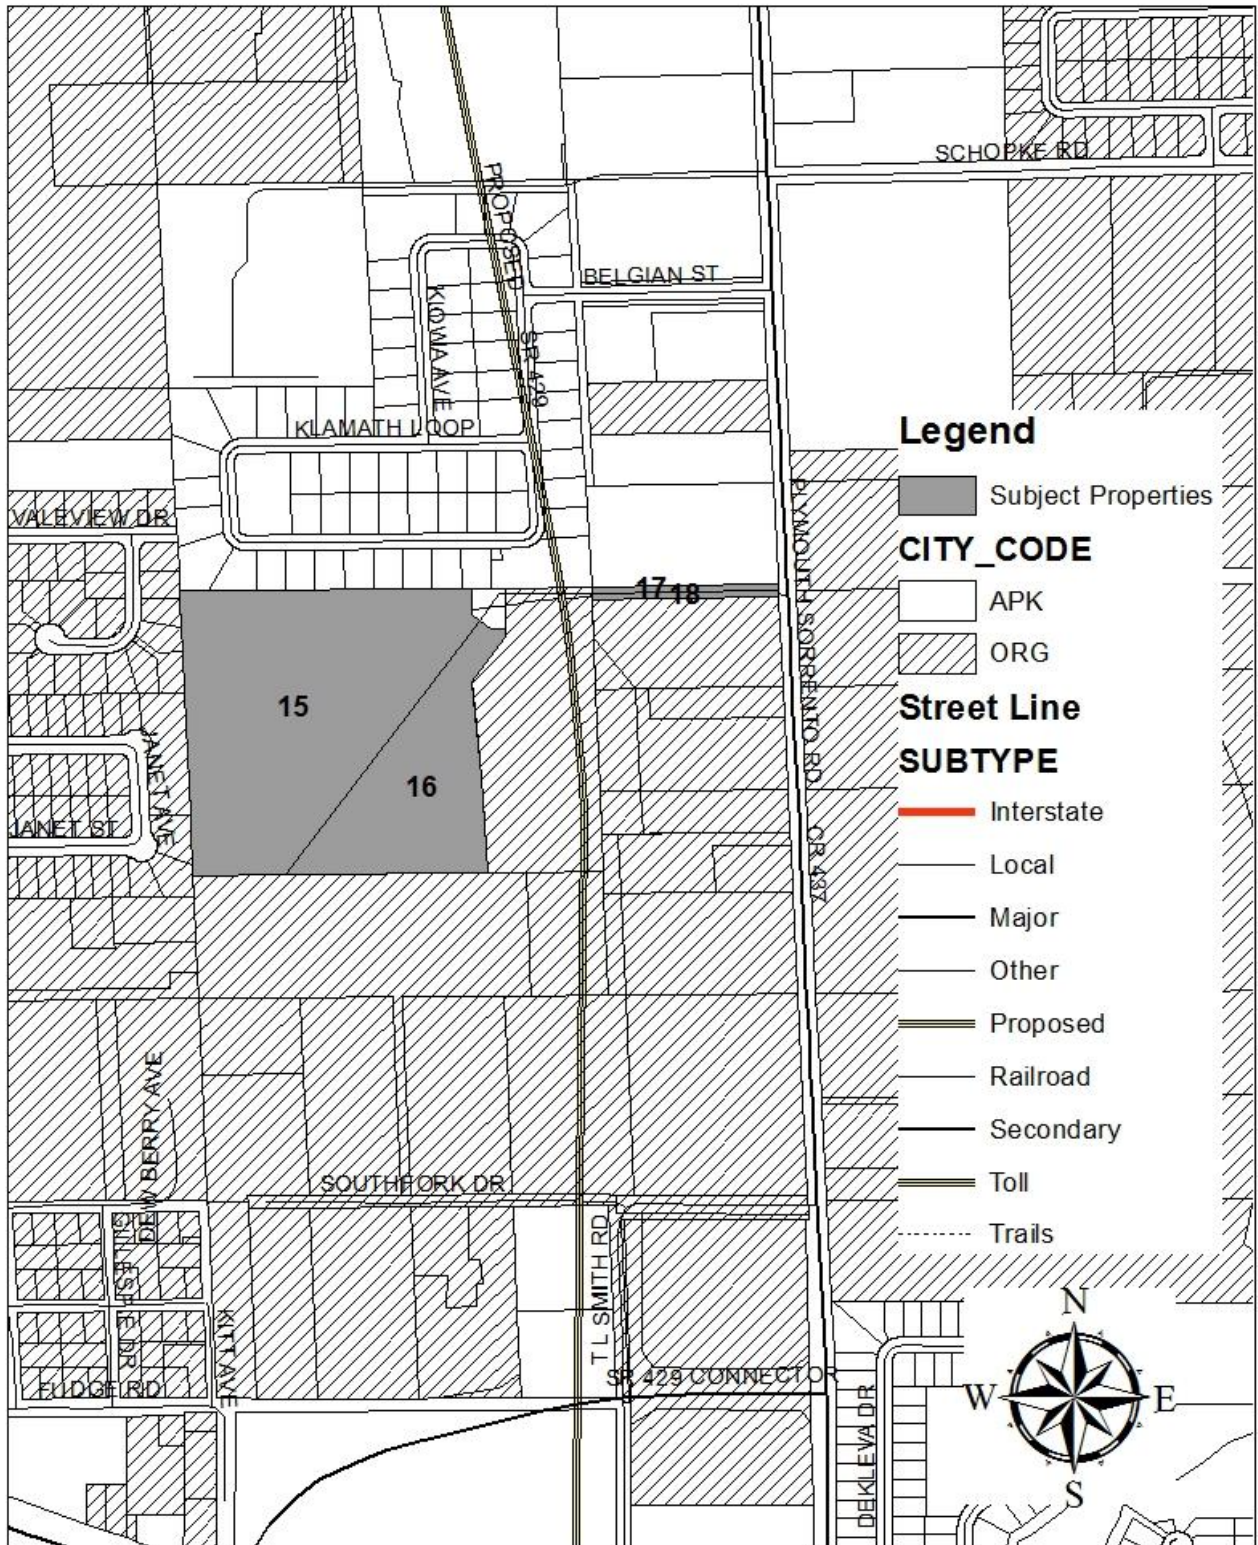 SCHOPKE RD
PROPOSED
SR 429
BELGIAN ST
KIOWA AVE
KLAMATH LOOP
VALEVIEW DR
PLYMOUTH SORRENTO RD
CR 437
17
18
15
16
JANET AVE
JANET ST
DEW BERRY AVE
SOUTHFORK DR
GILLESPIE DR
T L SMITH RD
KITT AVE
FUDGE RD
SR 429 CONNECTOR
DEKLEVA DR
Legend
Subject Properties
CITY_CODE
APK
ORG
Street Line
SUBTYPE
Interstate
Local
Major
Other
Proposed
Railroad
Secondary
Toll
Trails
N
W
E
S